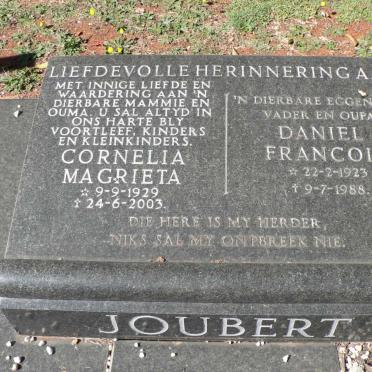 LIEFDEVOLLE HERINNERING A
MET INNIGE LIEFDE EN
WAARDERING AAN 'N
DIERBARE MAMMIE EN
OUMA. U SAL ALTYD IN
ONS HARTE BLY
VOORTLEEF, KINDERS
EN KLEINKINDERS.
CORNELIA
MAGRIETA
☆ 9-9-1929
✝ 24-6-2003.
'N DIERBARE EGGEN
VADER EN OUPA
DANIEL
FRANCOI
☆ 22-2-1923
✝ 9-7-1988.
DIE HERE IS MY HERDER,
NIKS SAL MY ONTBREEK NIE.
JOUBERT